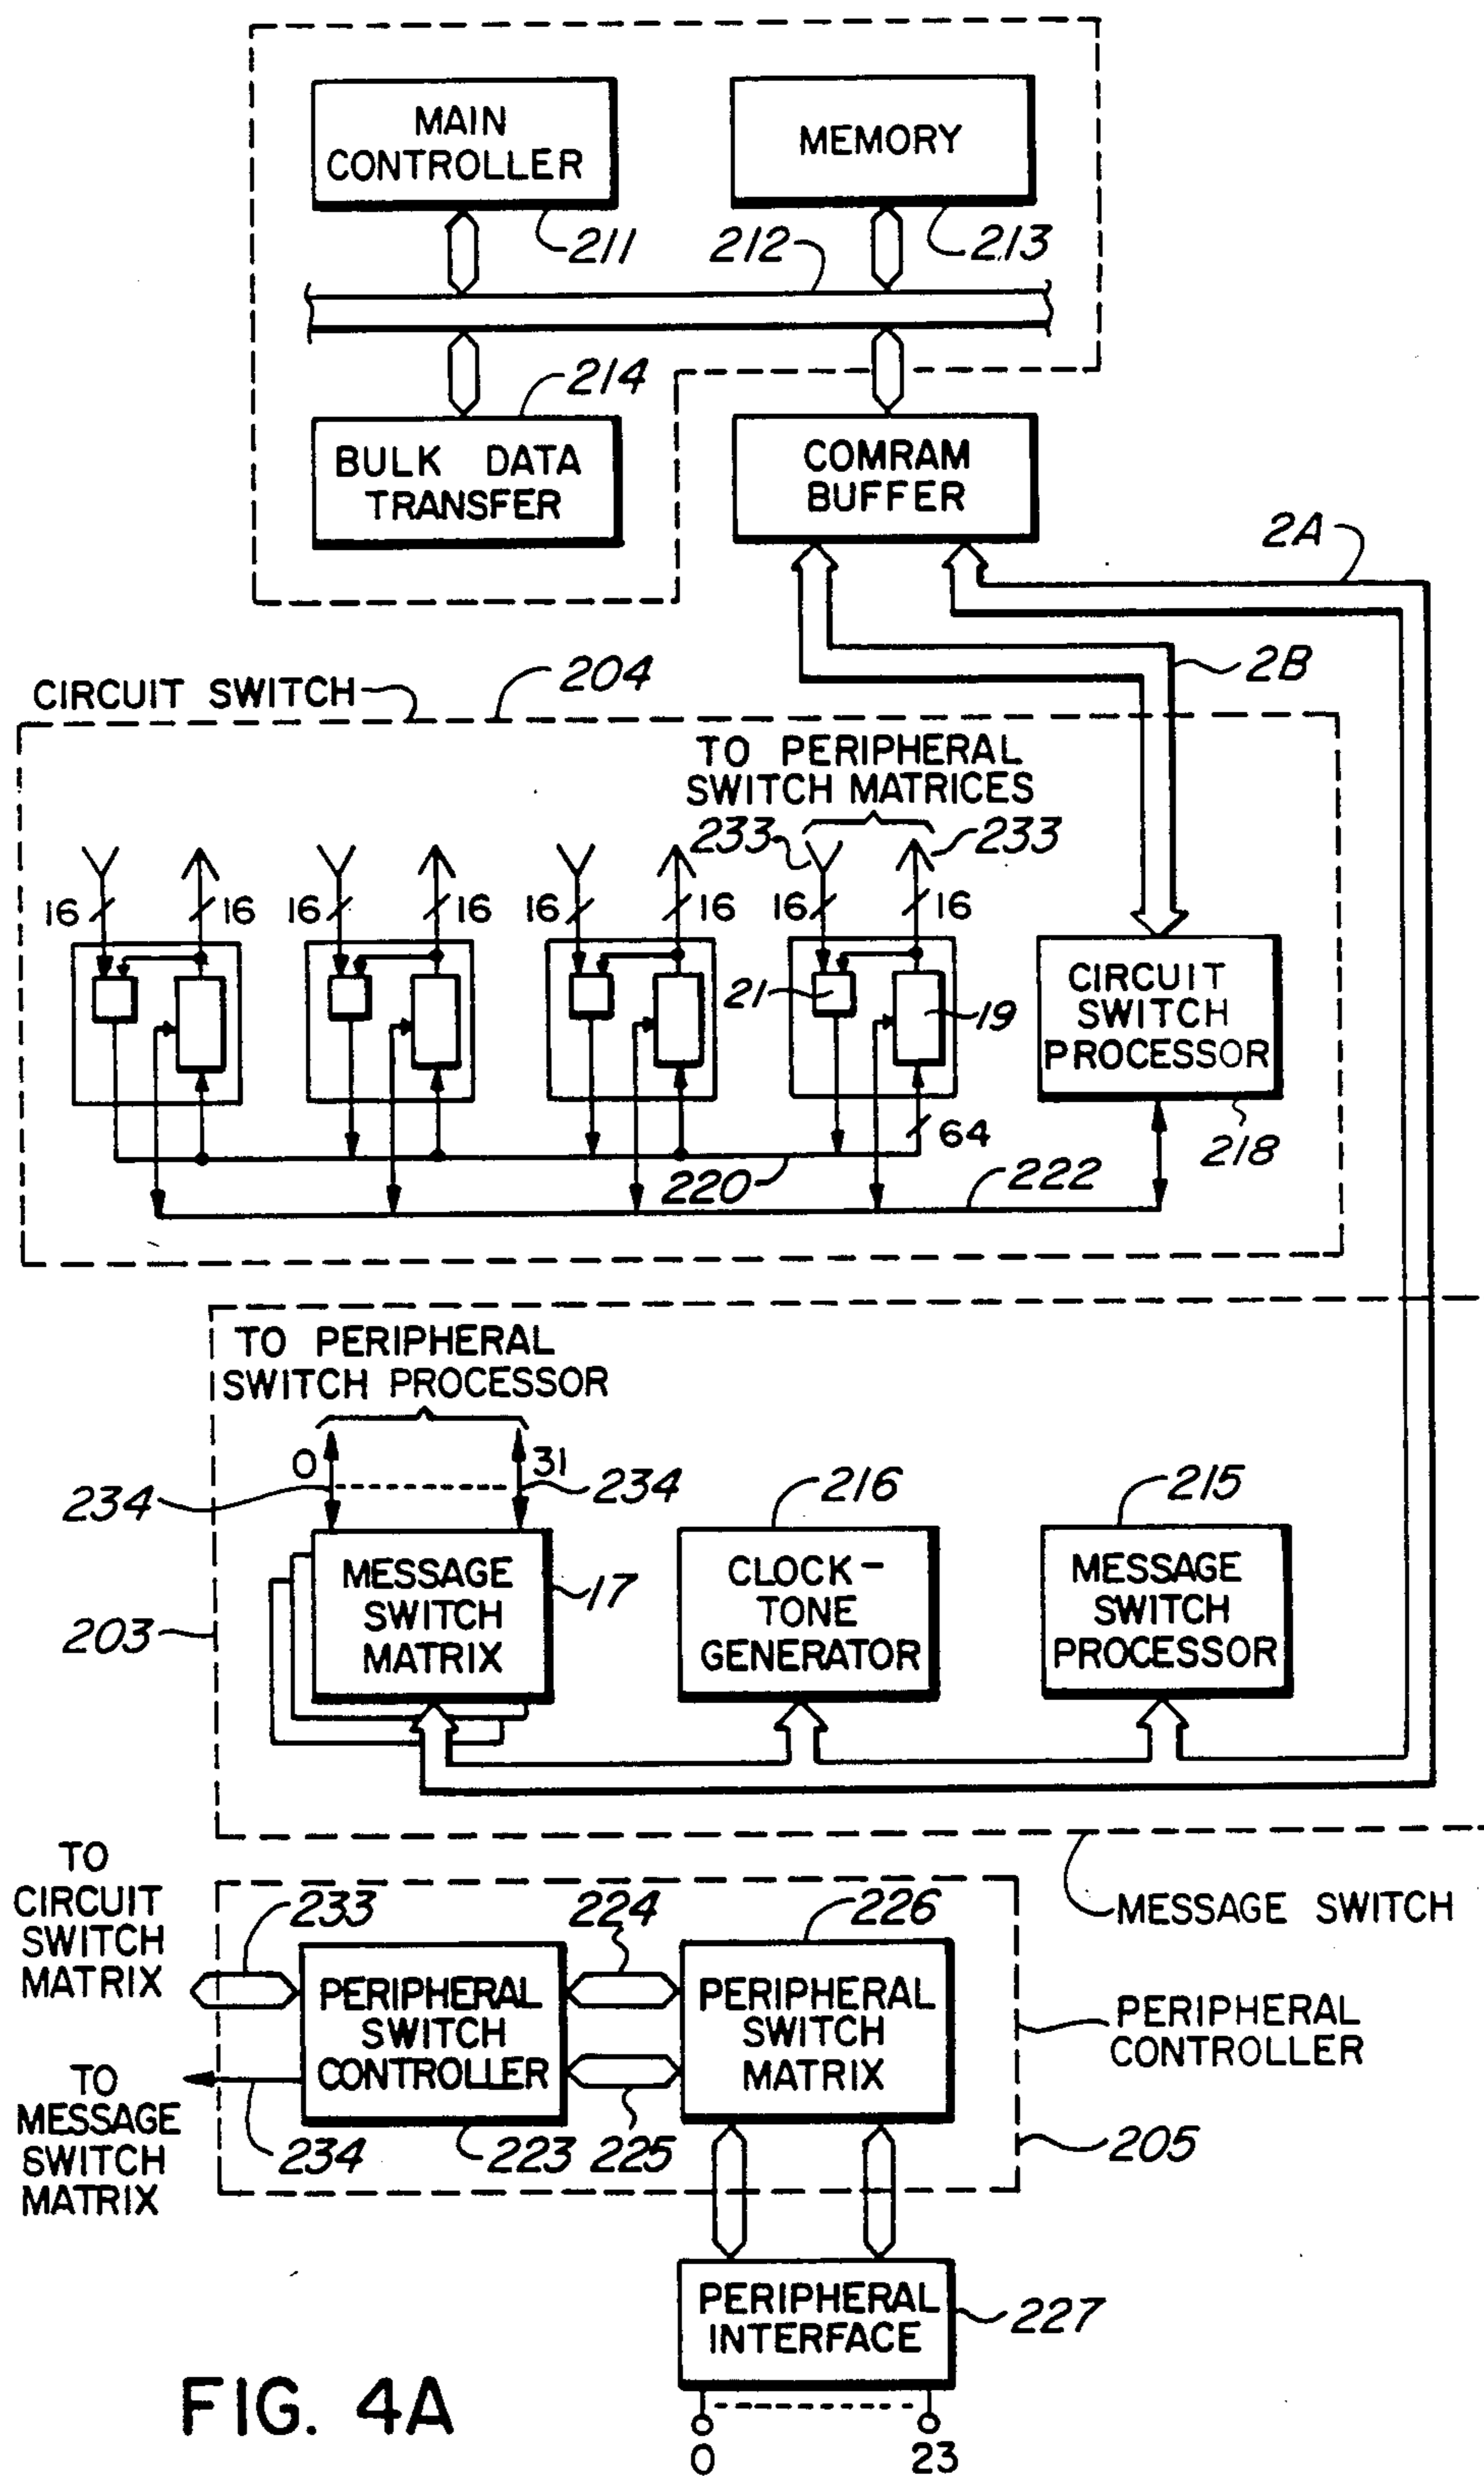 MAIN
CONTROLLER
MEMORY
211
212
213
214
BULK DATA
TRANSFER
COMRAM
BUFFER
2A
2B
CIRCUIT SWITCH
204
TO PERIPHERAL
SWITCH MATRICES
233
233
16
16
16
16
16
16
16
16
21
19
CIRCUIT
SWITCH
PROCESSOR
64
218
220
222
TO PERIPHERAL
SWITCH PROCESSOR
0
31
234
234
216
215
MESSAGE
SWITCH
MATRIX
17
CLOCK-
TONE
GENERATOR
MESSAGE
SWITCH
PROCESSOR
203
TO
CIRCUIT
SWITCH
MATRIX
233
224
226
MESSAGE SWITCH
PERIPHERAL
SWITCH
CONTROLLER
PERIPHERAL
SWITCH
MATRIX
PERIPHERAL
CONTROLLER
TO
MESSAGE
SWITCH
MATRIX
234
223
225
205
PERIPHERAL
INTERFACE
227
FIG. 4A
0
23